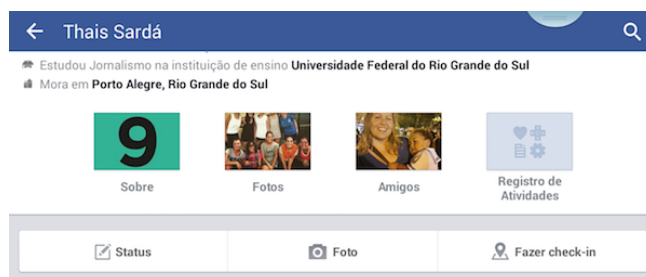 Thais Sardá
Estudou Jornalismo na instituição de ensino Universidade Federal do Rio Grande do Sul
Mora em Porto Alegre, Rio Grande do Sul
9
Sobre
Fotos
Amigos
Registro de
Atividades
Status
Foto
Fazer check-in